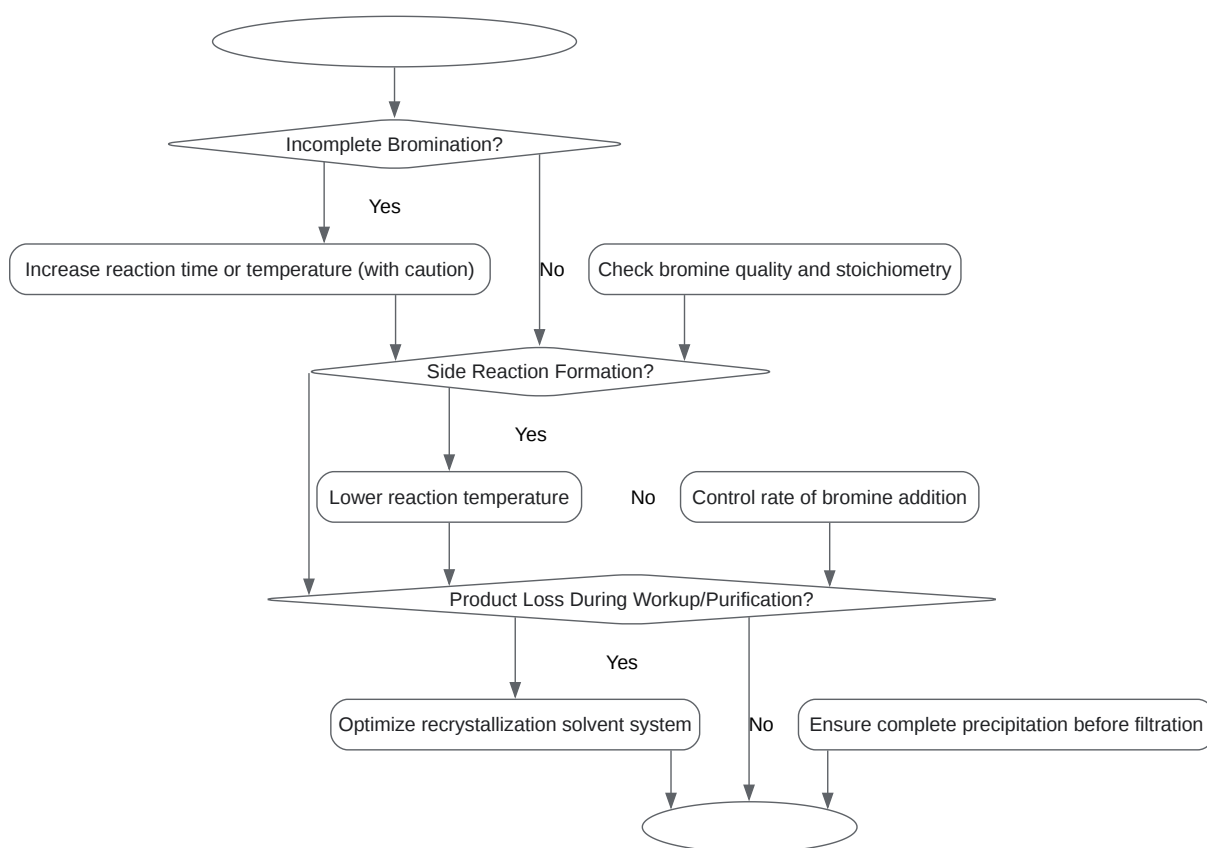 Incomplete Bromination?
Yes
Increase reaction time or temperature (with caution)
No
Check bromine quality and stoichiometry
Side Reaction Formation?
Yes
Lower reaction temperature
No
Control rate of bromine addition
Product Loss During Workup/Purification?
Yes
Optimize recrystallization solvent system
No
Ensure complete precipitation before filtration